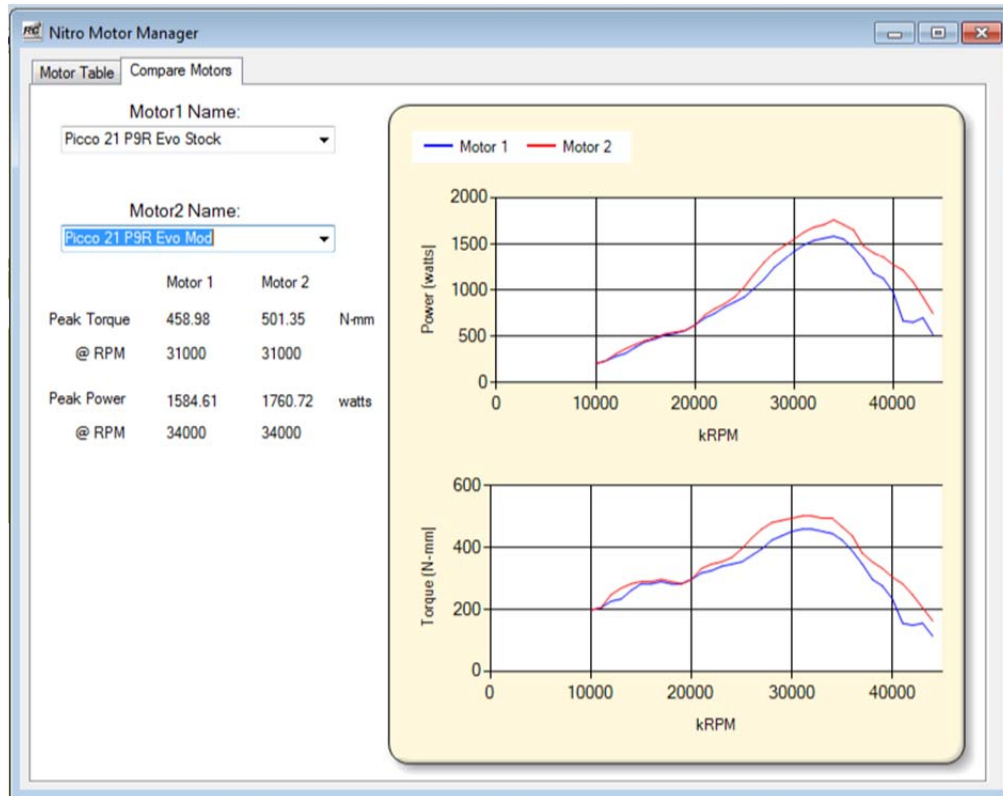 Nitro Motor Manager
Motor Table Compare Motors
Motor1 Name:
Picco 21 P9R Evo Stock
Motor2 Name:
Picco 21 P9R Evo Mod
Motor 1 Motor 2
Peak Torque 458.98 501.35 N-mm
@ RPM 31000 31000
Peak Power 1584.61 1760.72 watts
@ RPM 34000 34000
Motor 1 Motor 2
Power (watts)
2000
1500
1000
500
0
0 10000 20000 30000 40000
kRPM
Torque (N-mm)
600
400
200
0
0 10000 20000 30000 40000
kRPM